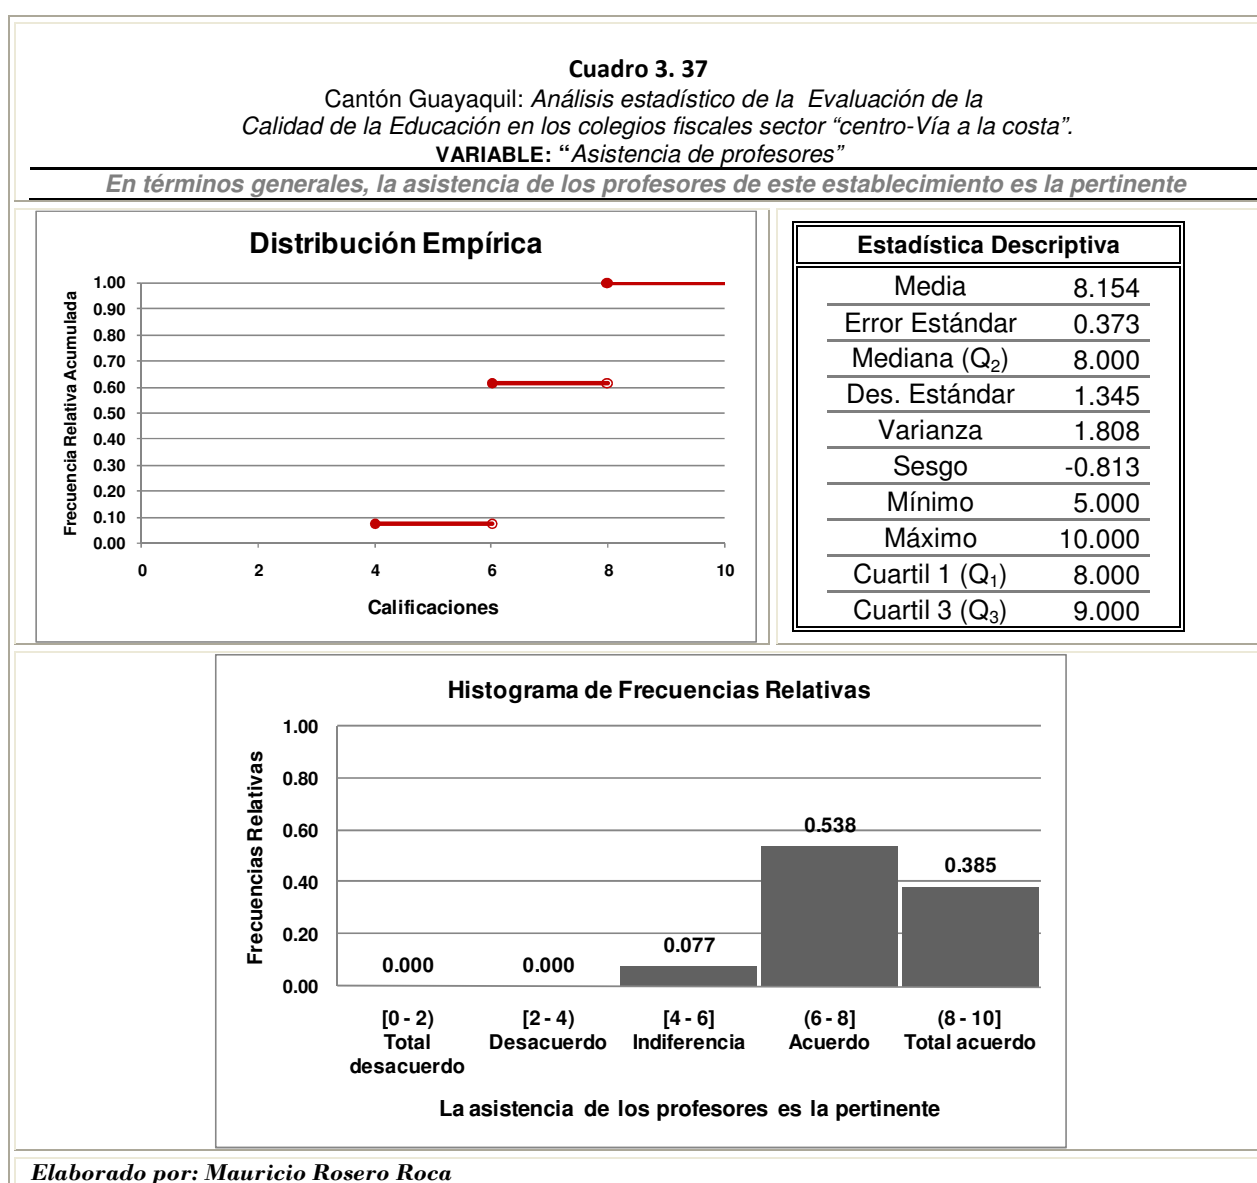 Cuadro 3. 37
Cantón Guayaquil: Análisis estadístico de la Evaluación de la
Calidad de la Educación en los colegios fiscales sector “centro-Vía a la costa”.
VARIABLE: “Asistencia de profesores”
En términos generales, la asistencia de los profesores de este establecimiento es la pertinente
Distribución Empírica
Frecuencia Relativa Acumulada
1.00
0.90
0.80
0.70
0.60
0.50
0.40
0.30
0.20
0.10
0.00
0 2 4 6 8 10
Calificaciones
Estadística Descriptiva
Media 8.154
Error Estándar 0.373
Mediana (Q2) 8.000
Des. Estándar 1.345
Varianza 1.808
Sesgo -0.813
Mínimo 5.000
Máximo 10.000
Cuartil 1 (Q1) 8.000
Cuartil 3 (Q3) 9.000
Histograma de Frecuencias Relativas
Frecuencias Relativas
1.00
0.80
0.60
0.40
0.20
0.00
0.000 0.000 0.077 0.538 0.385
[0 - 2) [2 - 4) [4 - 6] (6 - 8] (8 - 10]
Total Desacuerdo Indiferencia Acuerdo Total acuerdo
desacuerdo
La asistencia de los profesores es la pertinente
Elaborado por: Mauricio Rosero Roca